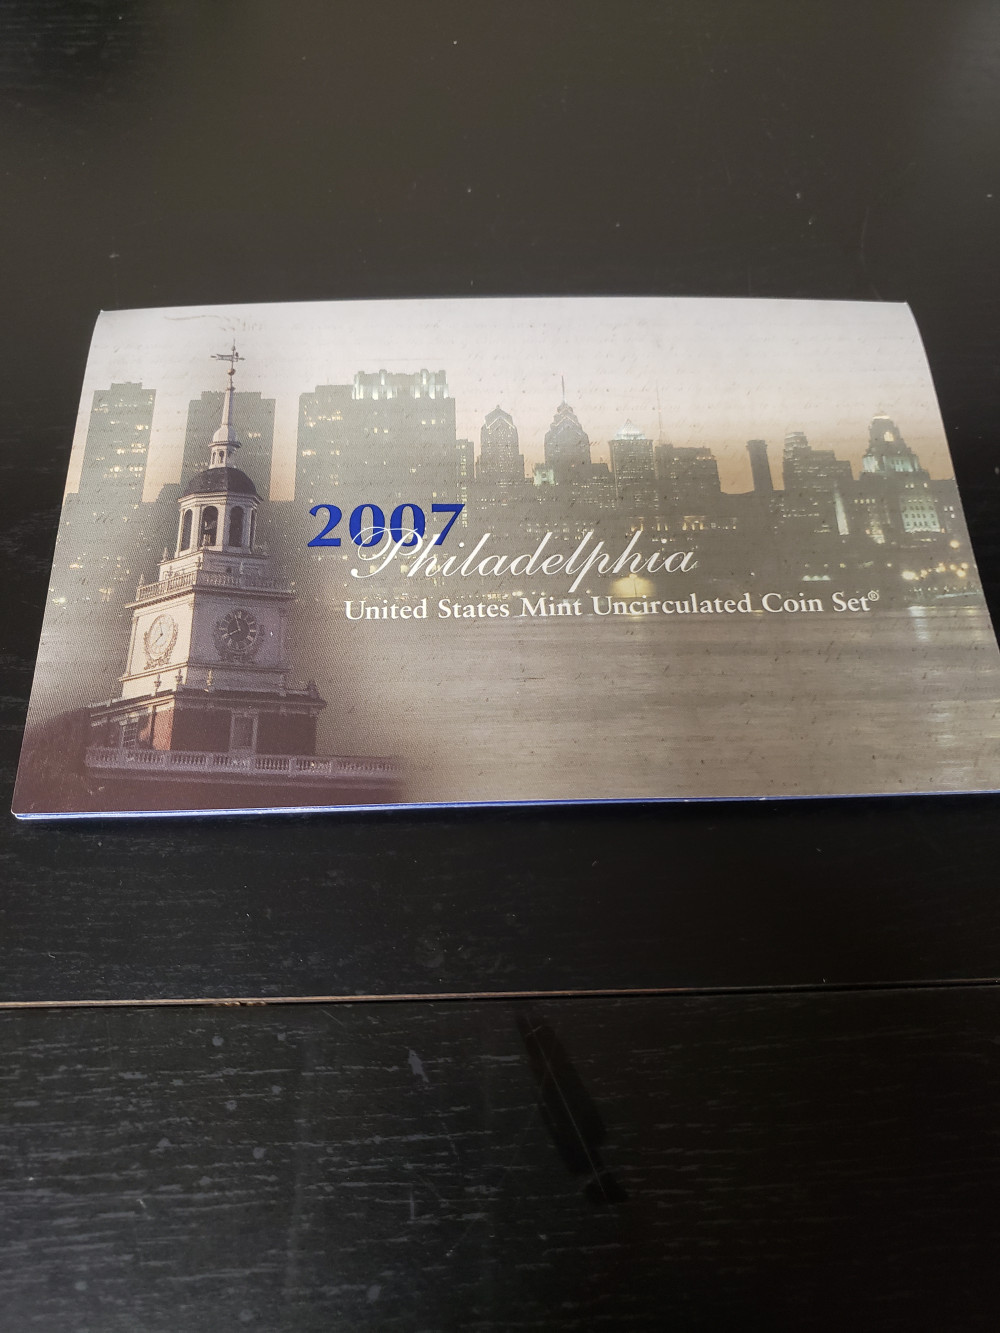 2007
Philadelphia
United States Mint Uncirculated Coin Set®